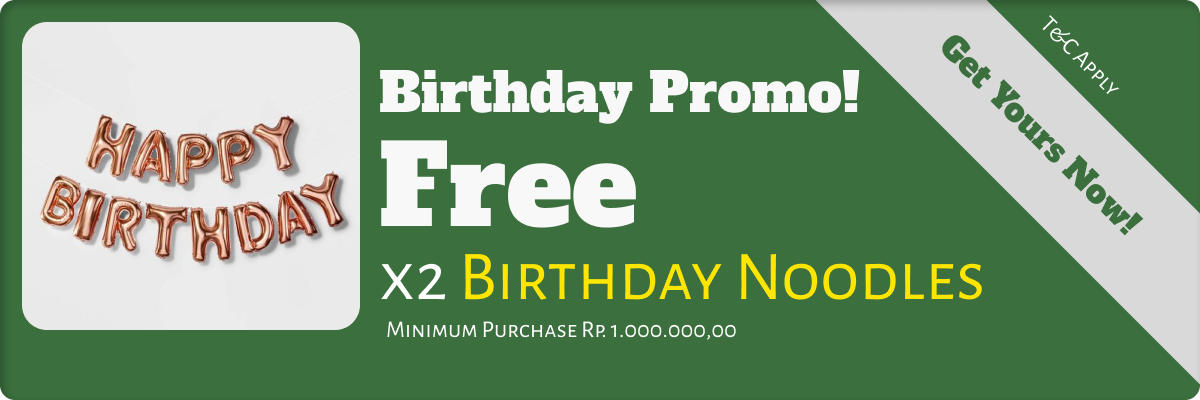 HAPPY
BIRTHDAY
Birthday Promo!
Free
x2 Birthday Noodles
Minimum Purchase Rp. 1.000.000,00
Get Yours Now!
T&C Apply